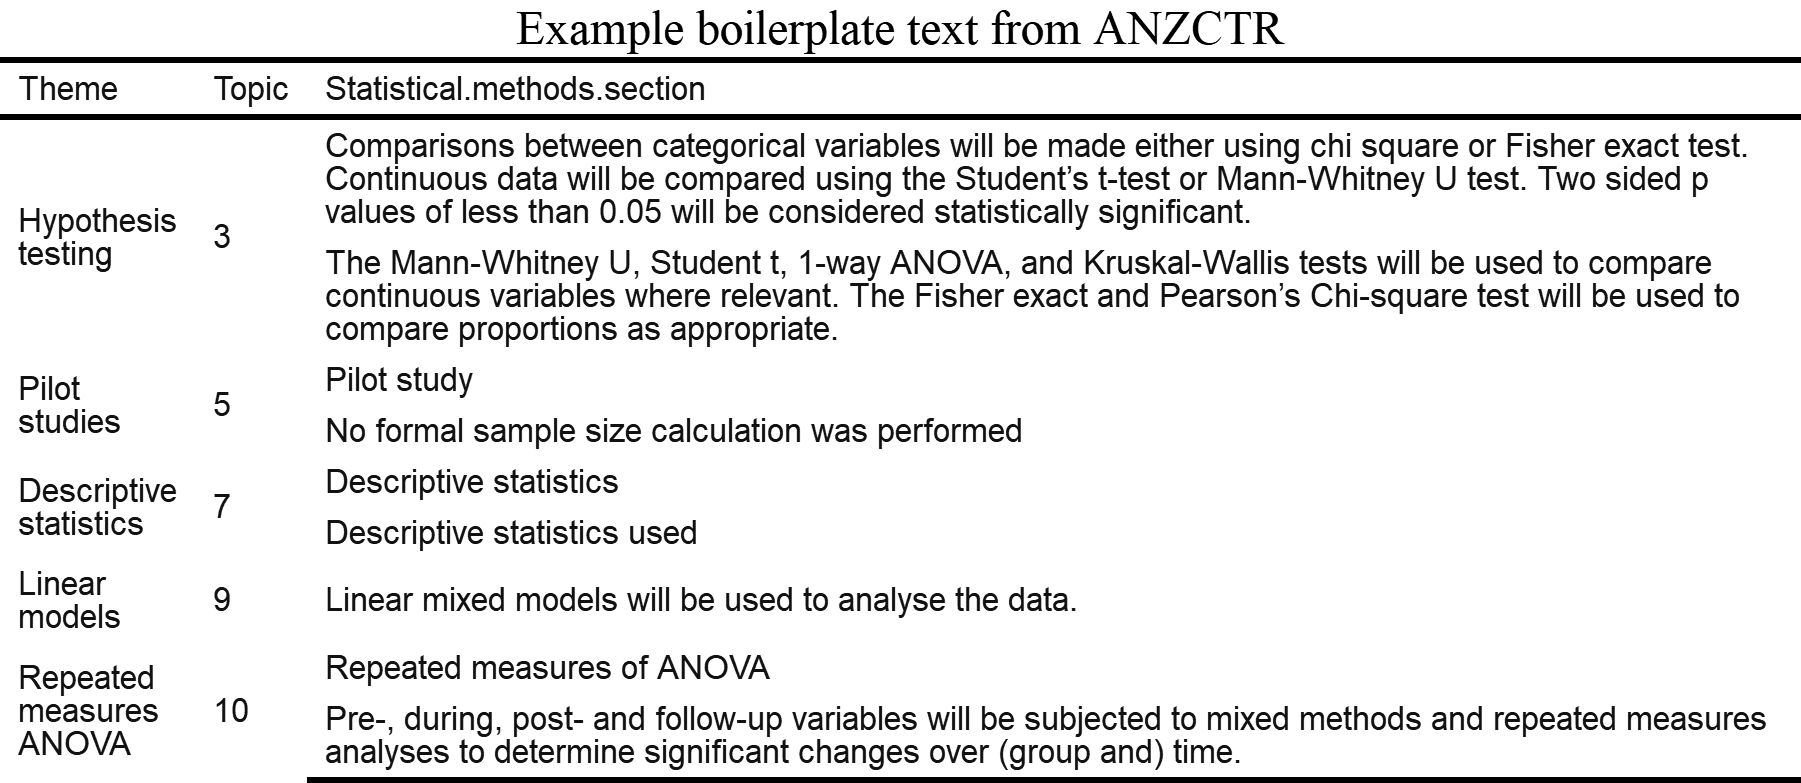 Example boilerplate text from ANZCTR
Theme Topic Statistical.methods.section
Hypothesis testing 3
Comparisons between categorical variables will be made either using chi square or Fisher exact test.
Continuous data will be compared using the Student’s t-test or Mann-Whitney U test. Two sided p
values of less than 0.05 will be considered statistically significant.
The Mann-Whitney U, Student t, 1-way ANOVA, and Kruskal-Wallis tests will be used to compare
continuous variables where relevant. The Fisher exact and Pearson’s Chi-square test will be used to
compare proportions as appropriate.
Pilot
studies
5
Pilot study
No formal sample size calculation was performed
Descriptive
statistics
7
Descriptive statistics
Descriptive statistics used
Linear
models
9
Linear mixed models will be used to analyse the data.
Repeated
measures
ANOVA
10
Repeated measures of ANOVA
Pre-, during, post- and follow-up variables will be subjected to mixed methods and repeated measures
analyses to determine significant changes over (group and) time.